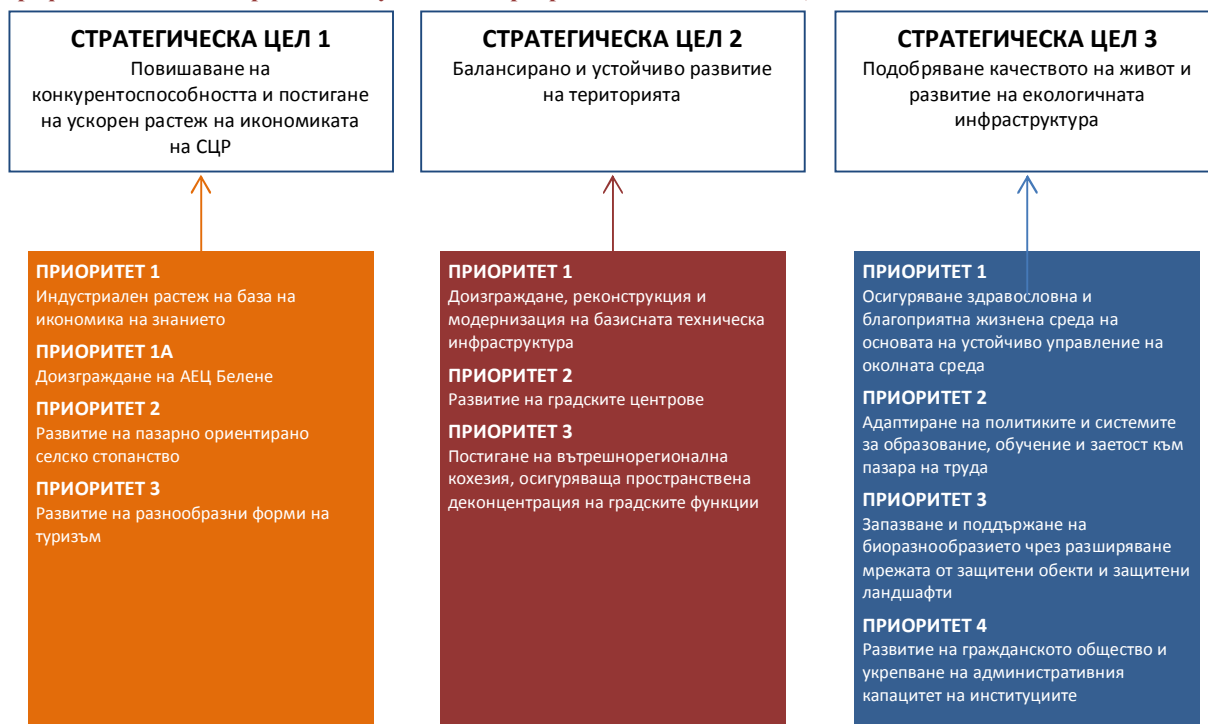 СТРАТЕГИЧЕСКА ЦЕЛ 1
Повишаване на
конкурентоспособността и постигане
на ускорен растеж на икономиката
на СЦР
СТРАТЕГИЧЕСКА ЦЕЛ 2
Балансирано и устойчиво развитие
на територията
СТРАТЕГИЧЕСКА ЦЕЛ 3
Подобряване качеството на живот и
развитие на екологичната
инфраструктура
ПРИОРИТЕТ 1
Индустриален растеж на база на
икономика на знанието
ПРИОРИТЕТ 1А
Доизграждане на АЕЦ Белене
ПРИОРИТЕТ 2
Развитие на пазарно ориентирано
селско стопанство
ПРИОРИТЕТ 3
Развитие на разнообразни форми на
туризъм
ПРИОРИТЕТ 1
Доизграждане, реконструкция и
модернизация на базисната техническа
инфраструктура
ПРИОРИТЕТ 2
Развитие на градските центрове
ПРИОРИТЕТ 3
Постигане на вътрешнорегионална
кохезия, осигуряваща пространствена
деконцентрация на градските функции
ПРИОРИТЕТ 1
Осигуряване здравословна и
благоприятна жизнена среда на
основата на устойчиво управление на
околната среда
ПРИОРИТЕТ 2
Адаптиране на политиките и системите
за образование, обучение и заетост към
пазара на труда
ПРИОРИТЕТ 3
Запазване и поддържане на
биоразнообразието чрез разширяване
мрежата от защитени обекти и защитени
ландшафти
ПРИОРИТЕТ 4
Развитие на гражданското общество и
укрепване на административния
капацитет на институциите